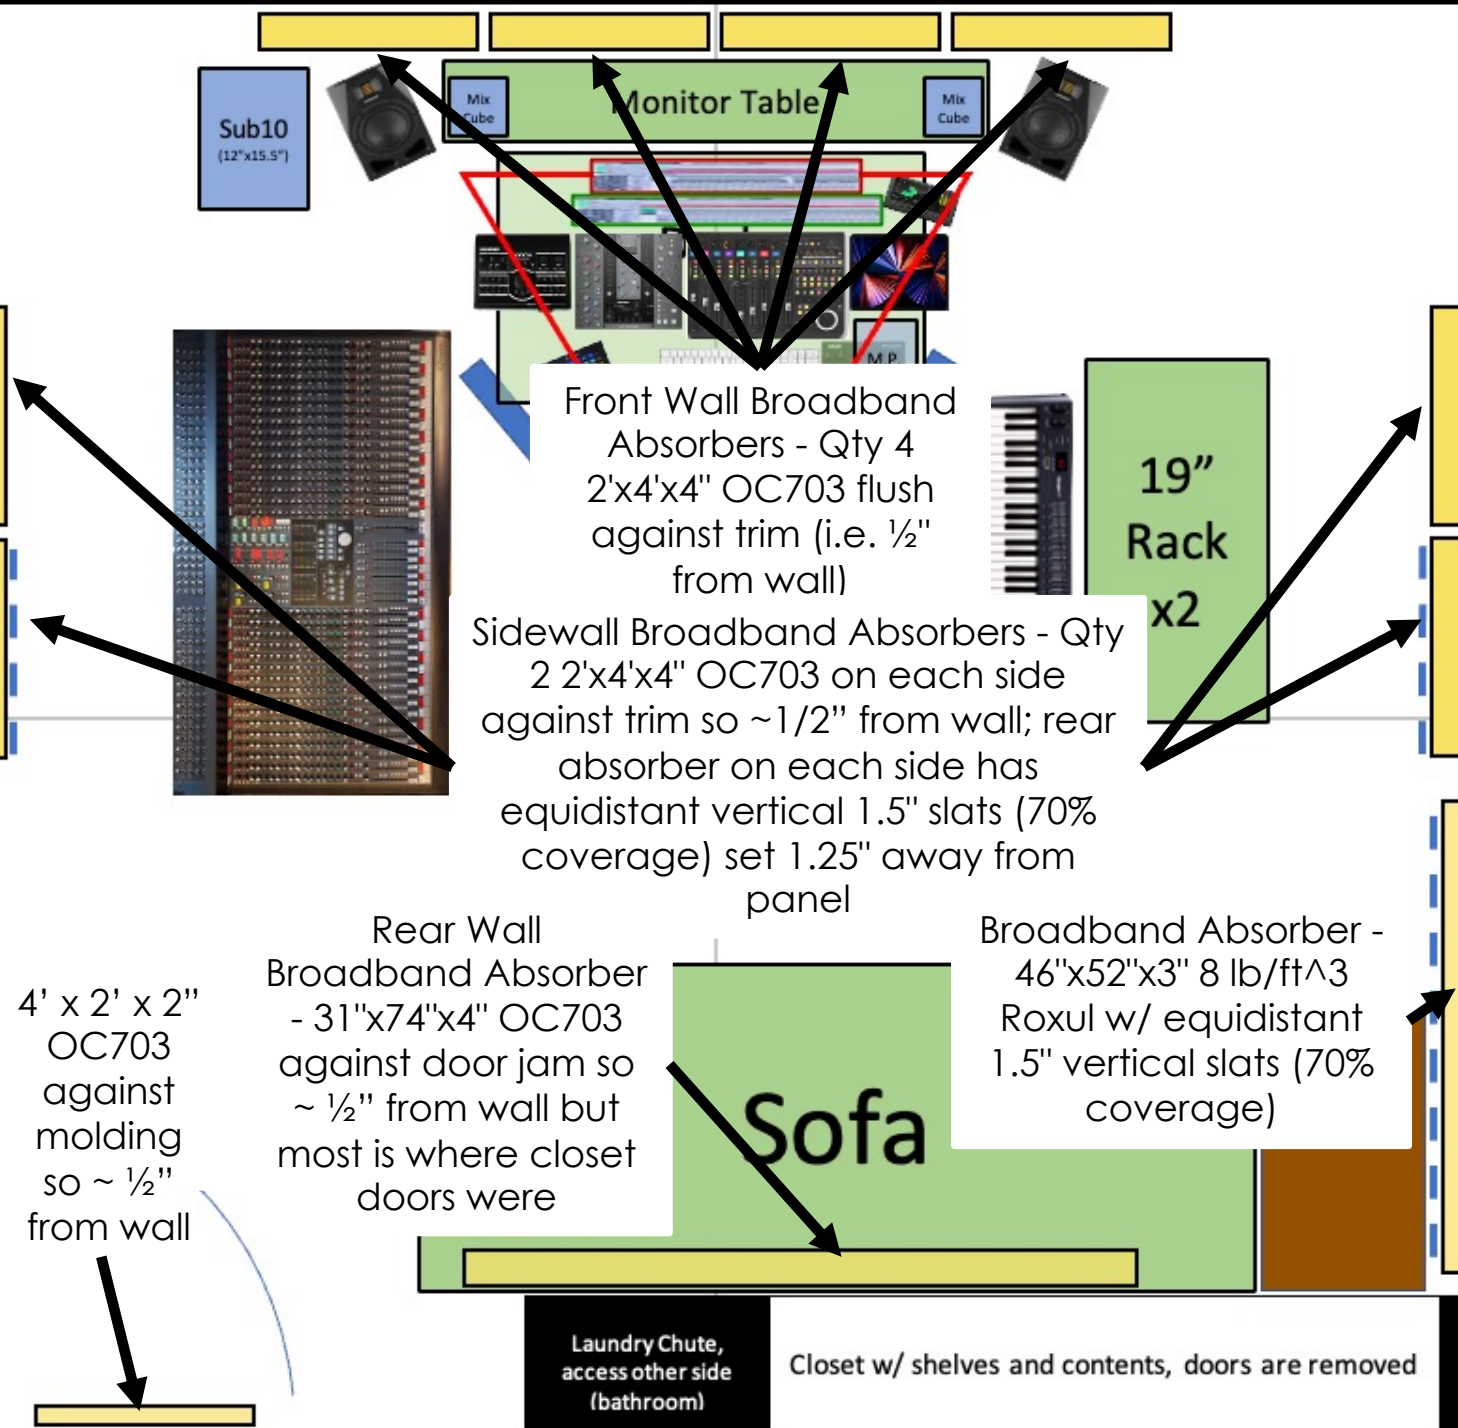 Mix
Cube
Monitor Table
Mix
Cube
Sub10
(12"x15.5")
M.P.
Front Wall Broadband
Absorbers - Qty 4
2'x4'x4" OC703 flush
against trim (i.e. ½"
from wall)
19”
Rack
x2
Sidewall Broadband Absorbers - Qty
2 2'x4'x4" OC703 on each side
against trim so ~1/2” from wall; rear
absorber on each side has
equidistant vertical 1.5" slats (70%
coverage) set 1.25" away from
panel
Rear Wall
Broadband Absorber
- 31"x74"x4" OC703
against door jam so
~ ½” from wall but
most is where closet
doors were
Broadband Absorber -
46"x52"x3" 8 lb/ft^3
Roxul w/ equidistant
1.5" vertical slats (70%
coverage)
4’ x 2’ x 2”
OC703
against
molding
so ~ ½”
from wall
Sofa
Laundry Chute,
access other side
(bathroom)
Closet w/ shelves and contents, doors are removed